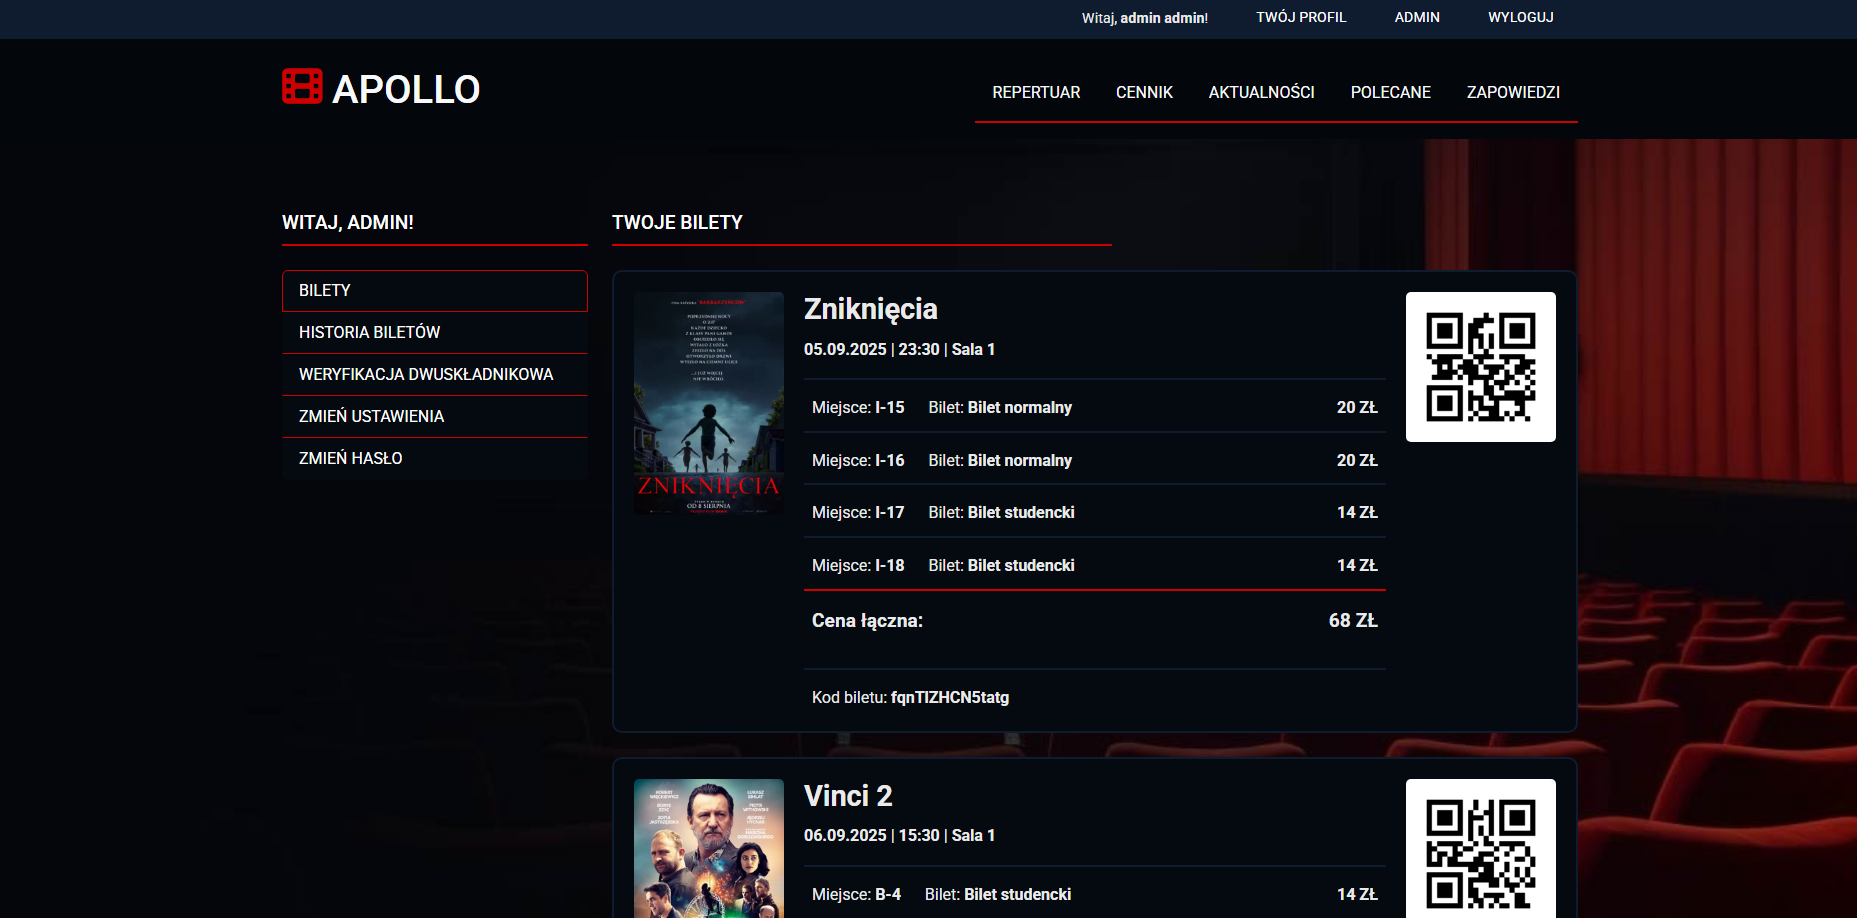 Witaj, admin admin!
TWÓJ PROFIL
ADMIN
WYLOGUJ
APOLLO
REPERTUAR
CENNIK
AKTUALNOŚCI
POLECANE
ZAPOWIEDZI
WITAJ, ADMIN!
BILETY
HISTORIA BILETÓW
WERYFIKACJA DWUSKŁADNIKOWA
ZMIEŃ USTAWIENIA
ZMIEŃ HASŁO
TWOJE BILETY
ZNIKNIĘCIA
OD 8 SIERPNIA
Zniknięcia
05.09.2025 | 23:30 | Sala 1
Miejsce: I-15 Bilet: Bilet normalny 20 ZŁ
Miejsce: I-16 Bilet: Bilet normalny 20 ZŁ
Miejsce: I-17 Bilet: Bilet studencki 14 ZŁ
Miejsce: I-18 Bilet: Bilet studencki 14 ZŁ
Cena łączna: 68 ZŁ
Kod biletu: fqnTlZHCN5tatg
Vinci 2
06.09.2025 | 15:30 | Sala 1
Miejsce: B-4 Bilet: Bilet studencki 14 ZŁ